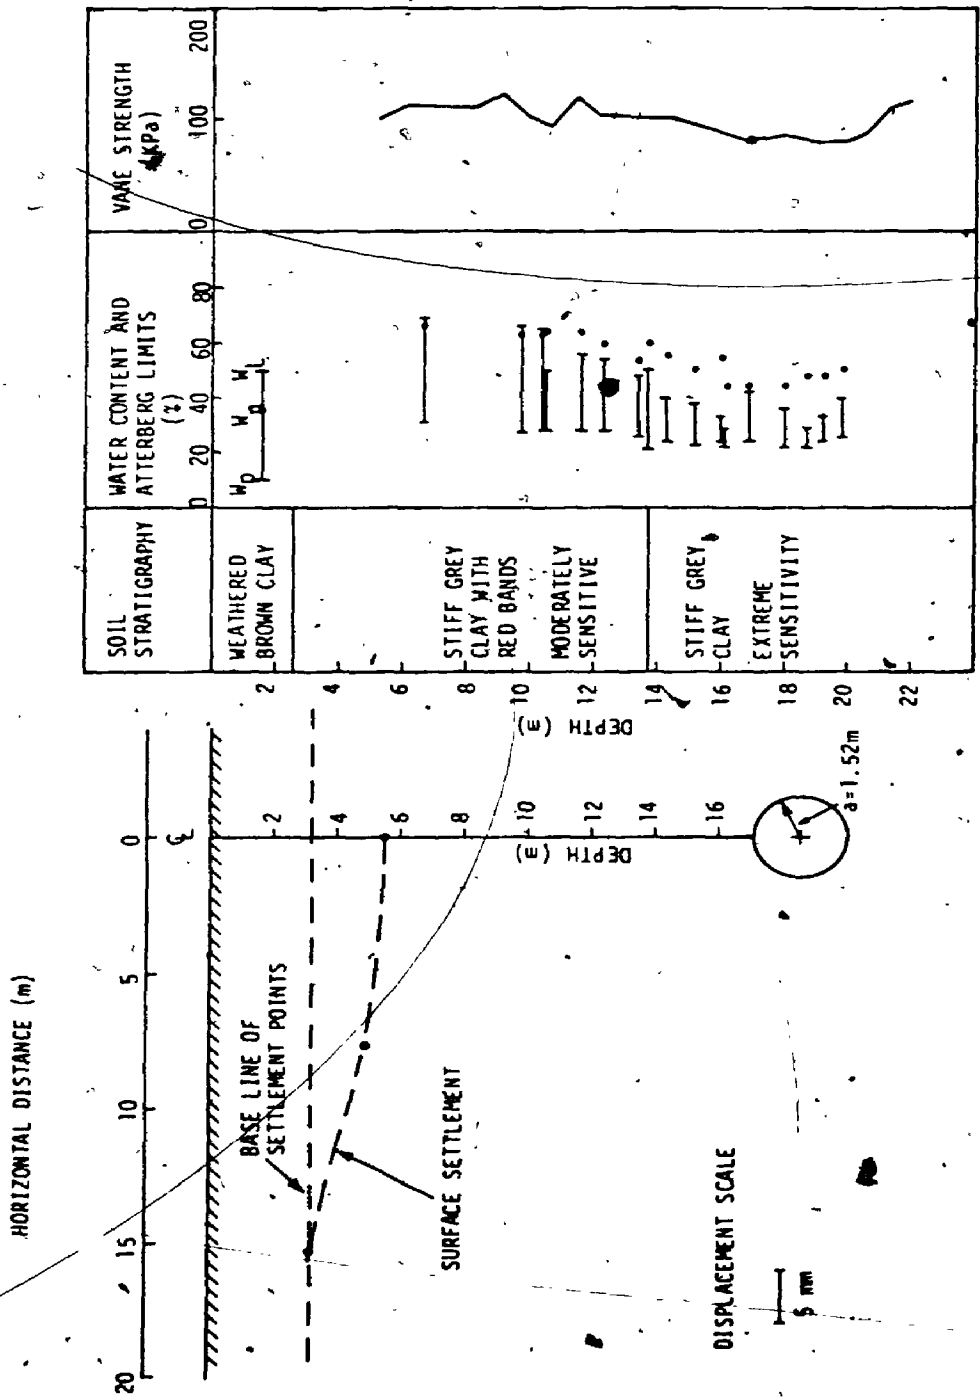 HORIZONTAL DISTANCE (m)
20
15
10
5
0
℄
BASE LINE OF
SETTLEMENT POINTS
SURFACE SETTLEMENT
DISPLACEMENT SCALE
5 mm
2
4
6
8
10
12
14
16
DEPTH (m)
a=1.52m
SOIL
STRATIGRAPHY
WATER CONTENT AND
ATTERBERG LIMITS
(%)
0
20
40
60
80
VANE STRENGTH
(KPa)
0
100
200
WEATHERED
BROWN CLAY
STIFF GREY
CLAY WITH
RED BANDS
MODERATELY
SENSITIVE
STIFF GREY
CLAY
EXTREME
SENSITIVITY
Wp
WL
2
4
6
8
10
12
14
16
18
20
22
DEPTH (m)